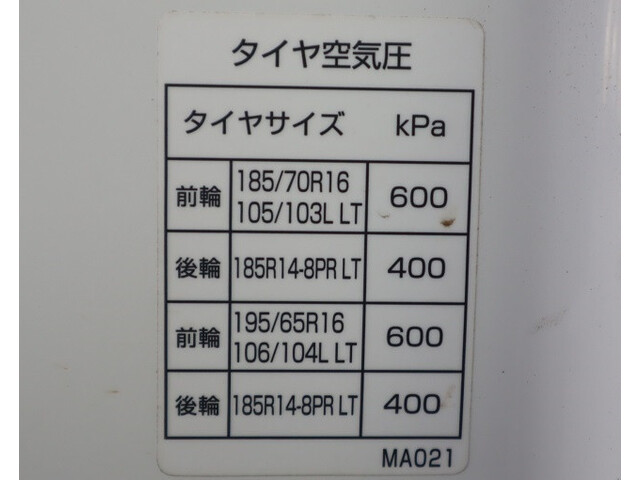 タイヤ空気圧
タイヤサイズ kPa
前輪 185/70R16 105/103L LT 600
後輪 185R14-8PR LT 400
前輪 195/65R16 106/104L LT 600
後輪 185R14-8PR LT 400
MA021